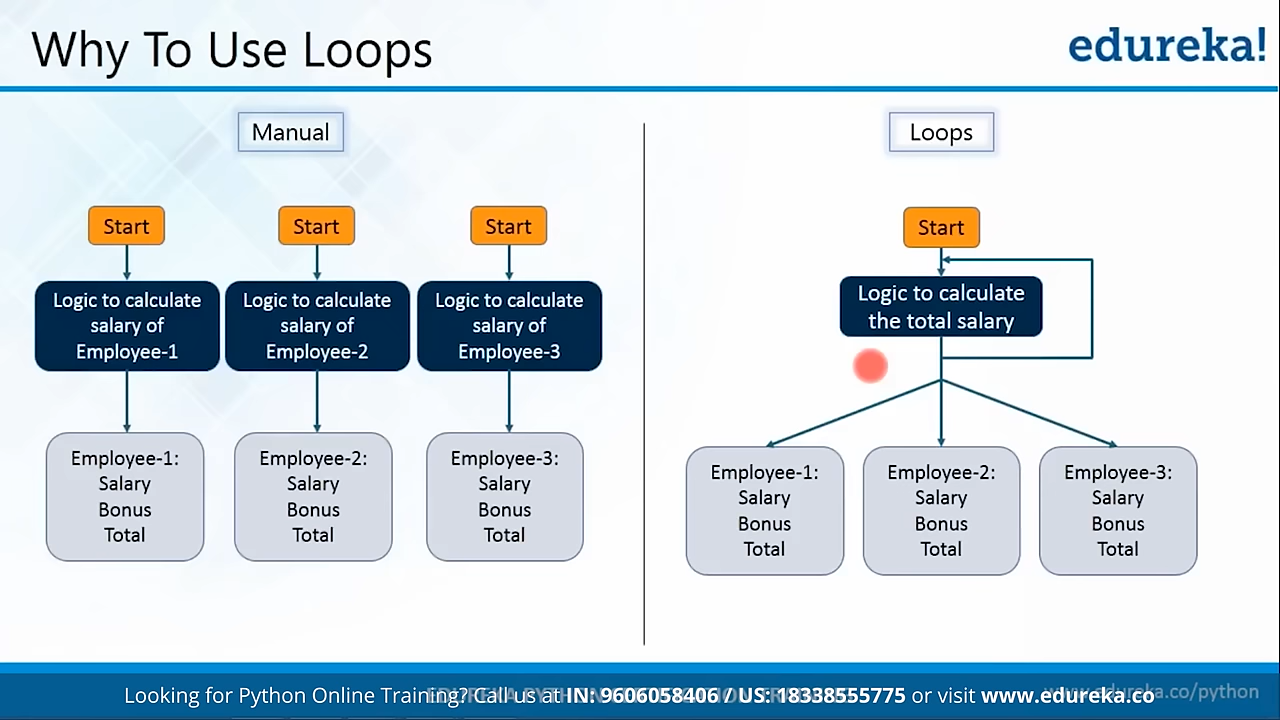 Why To Use Loops
edureka!
Manual
Start
Start
Start
Logic to calculate
salary of
Employee-1
Logic to calculate
salary of
Employee-2
Logic to calculate
salary of
Employee-3
Employee-1:
Salary
Bonus
Total
Employee-2:
Salary
Bonus
Total
Employee-3:
Salary
Bonus
Total
Loops
Start
Logic to calculate
the total salary
Employee-1:
Salary
Bonus
Total
Employee-2:
Salary
Bonus
Total
Employee-3:
Salary
Bonus
Total
Looking for Python Online Training? Call us at IN: 9606058406 / US: 18338555775 or visit www.edureka.co
www.edureka.co/python